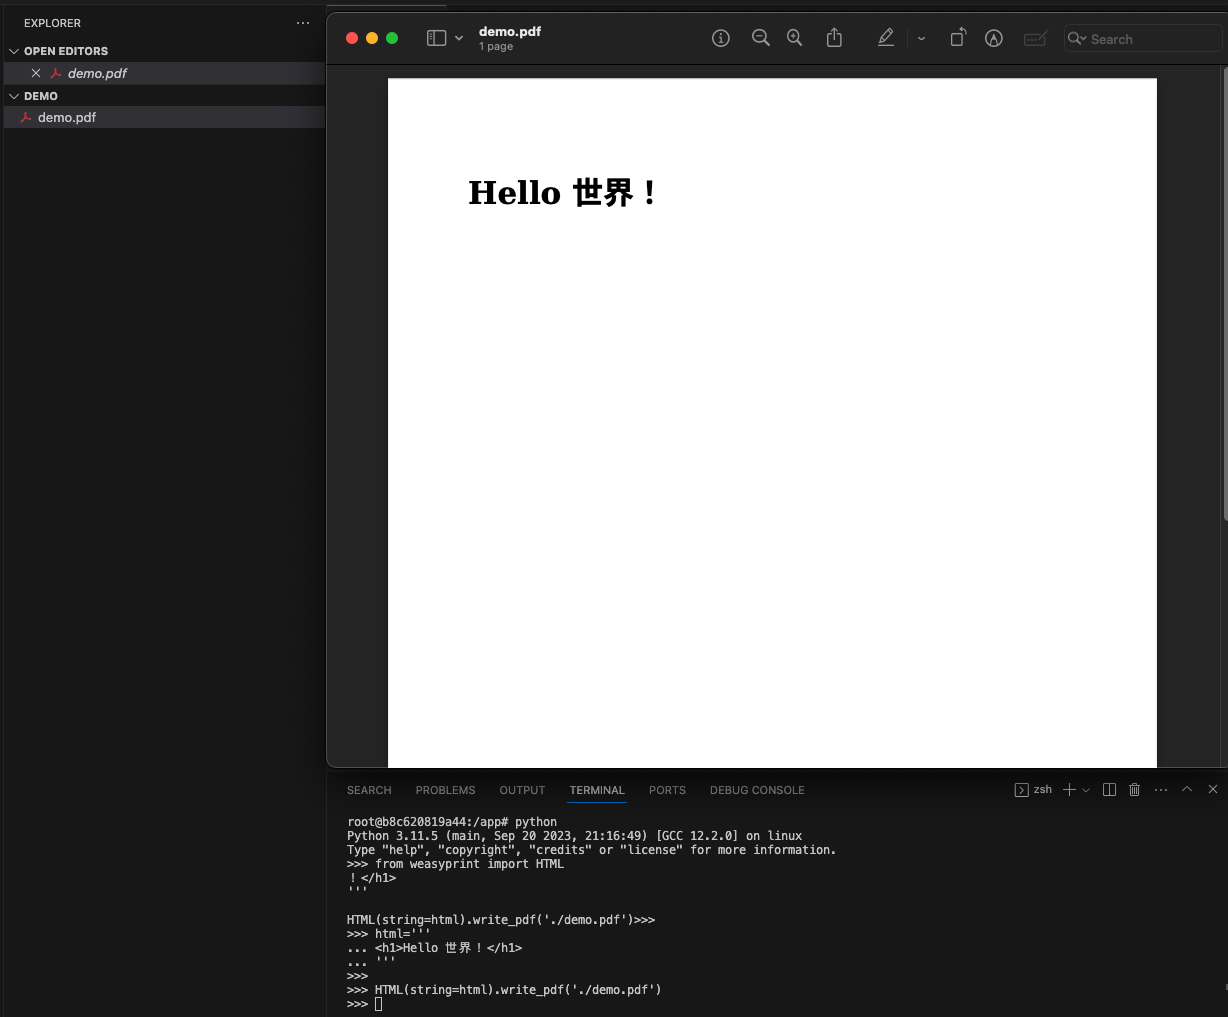 EXPLORER
OPEN EDITORS
demo.pdf
DEMO
demo.pdf
demo.pdf
1 page
Search
Hello 世界！
SEARCH PROBLEMS OUTPUT TERMINAL PORTS DEBUG CONSOLE
zsh
root@b8c620819a44:/app# python
Python 3.11.5 (main, Sep 20 2023, 21:16:49) [GCC 12.2.0] on linux
Type "help", "copyright", "credits" or "license" for more information.
>>> from weasyprint import HTML
！</h1>
'''
HTML(string=html).write_pdf('./demo.pdf')>>>
>>> html='''
... <h1>Hello 世界！</h1>
... '''
>>>
>>> HTML(string=html).write_pdf('./demo.pdf')
>>>